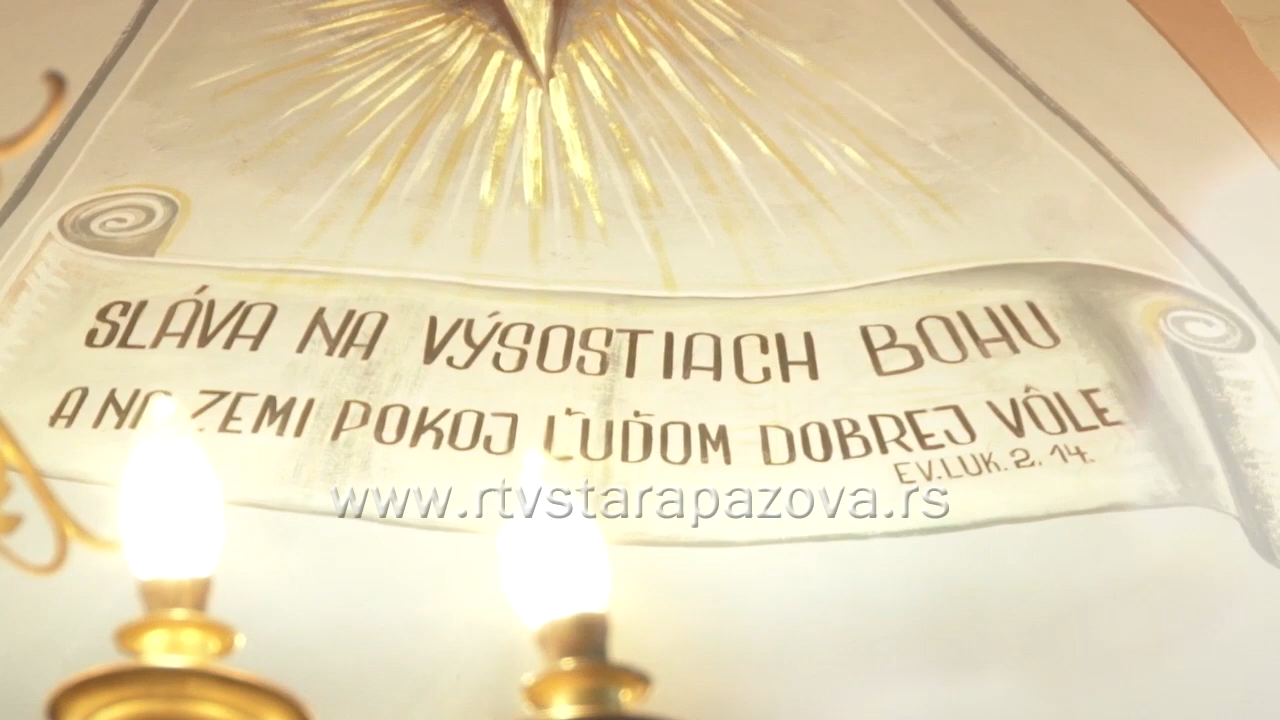 SLÁVA NA VÝSOSTIACH BOHU
A NA ZEMI POKOJ ĽUĎOM DOBREJ VÔLE
EV. LUK. 2. 14.
www.rtvstarapazova.rs